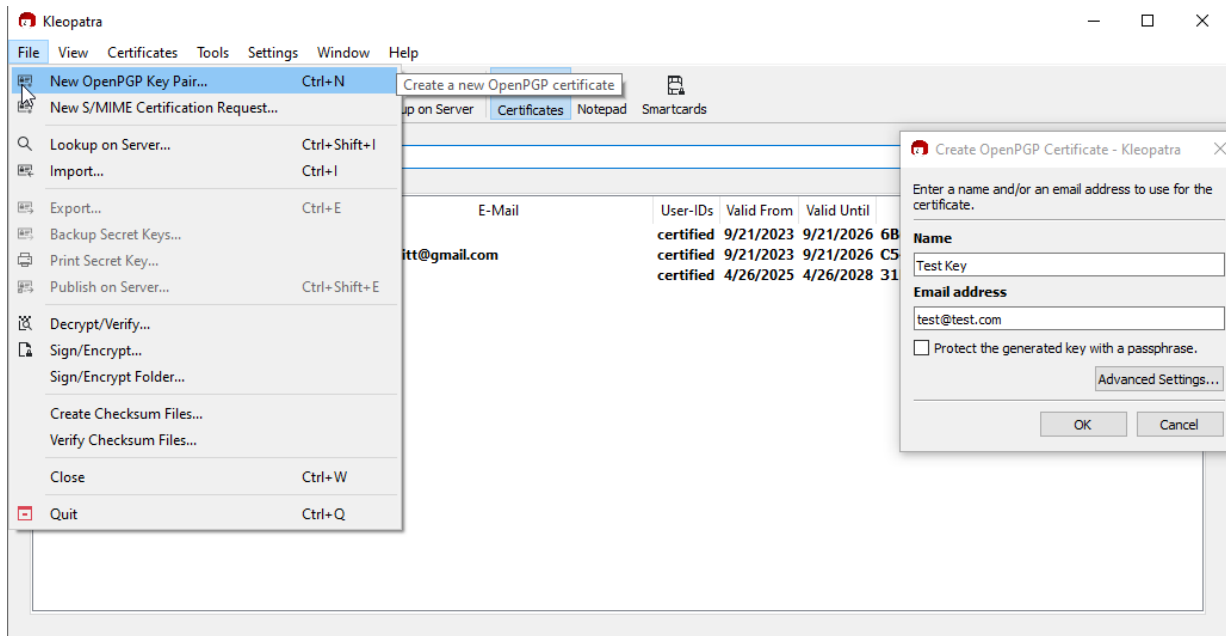 Kleopatra
File View Certificates Tools Settings Window Help
New OpenPGP Key Pair... Ctrl+N
Create a new OpenPGP certificate
New S/MIME Certification Request...
on Server Certificates Notepad Smartcards
Lookup on Server... Ctrl+Shift+I
Import... Ctrl+I
Export... Ctrl+E
Backup Secret Keys...
Print Secret Key...
Publish on Server... Ctrl+Shift+E
Decrypt/Verify...
Sign/Encrypt...
Sign/Encrypt Folder...
Create Checksum Files...
Verify Checksum Files...
Close Ctrl+W
Quit Ctrl+Q
E-Mail User-IDs Valid From Valid Until
certified 9/21/2023 9/21/2026 6B
itt@gmail.com certified 9/21/2023 9/21/2026 C5
certified 4/26/2025 4/26/2028 31
Create OpenPGP Certificate - Kleopatra
Enter a name and/or an email address to use for the
certificate.
Name
Test Key
Email address
test@test.com
Protect the generated key with a passphrase.
Advanced Settings...
OK Cancel